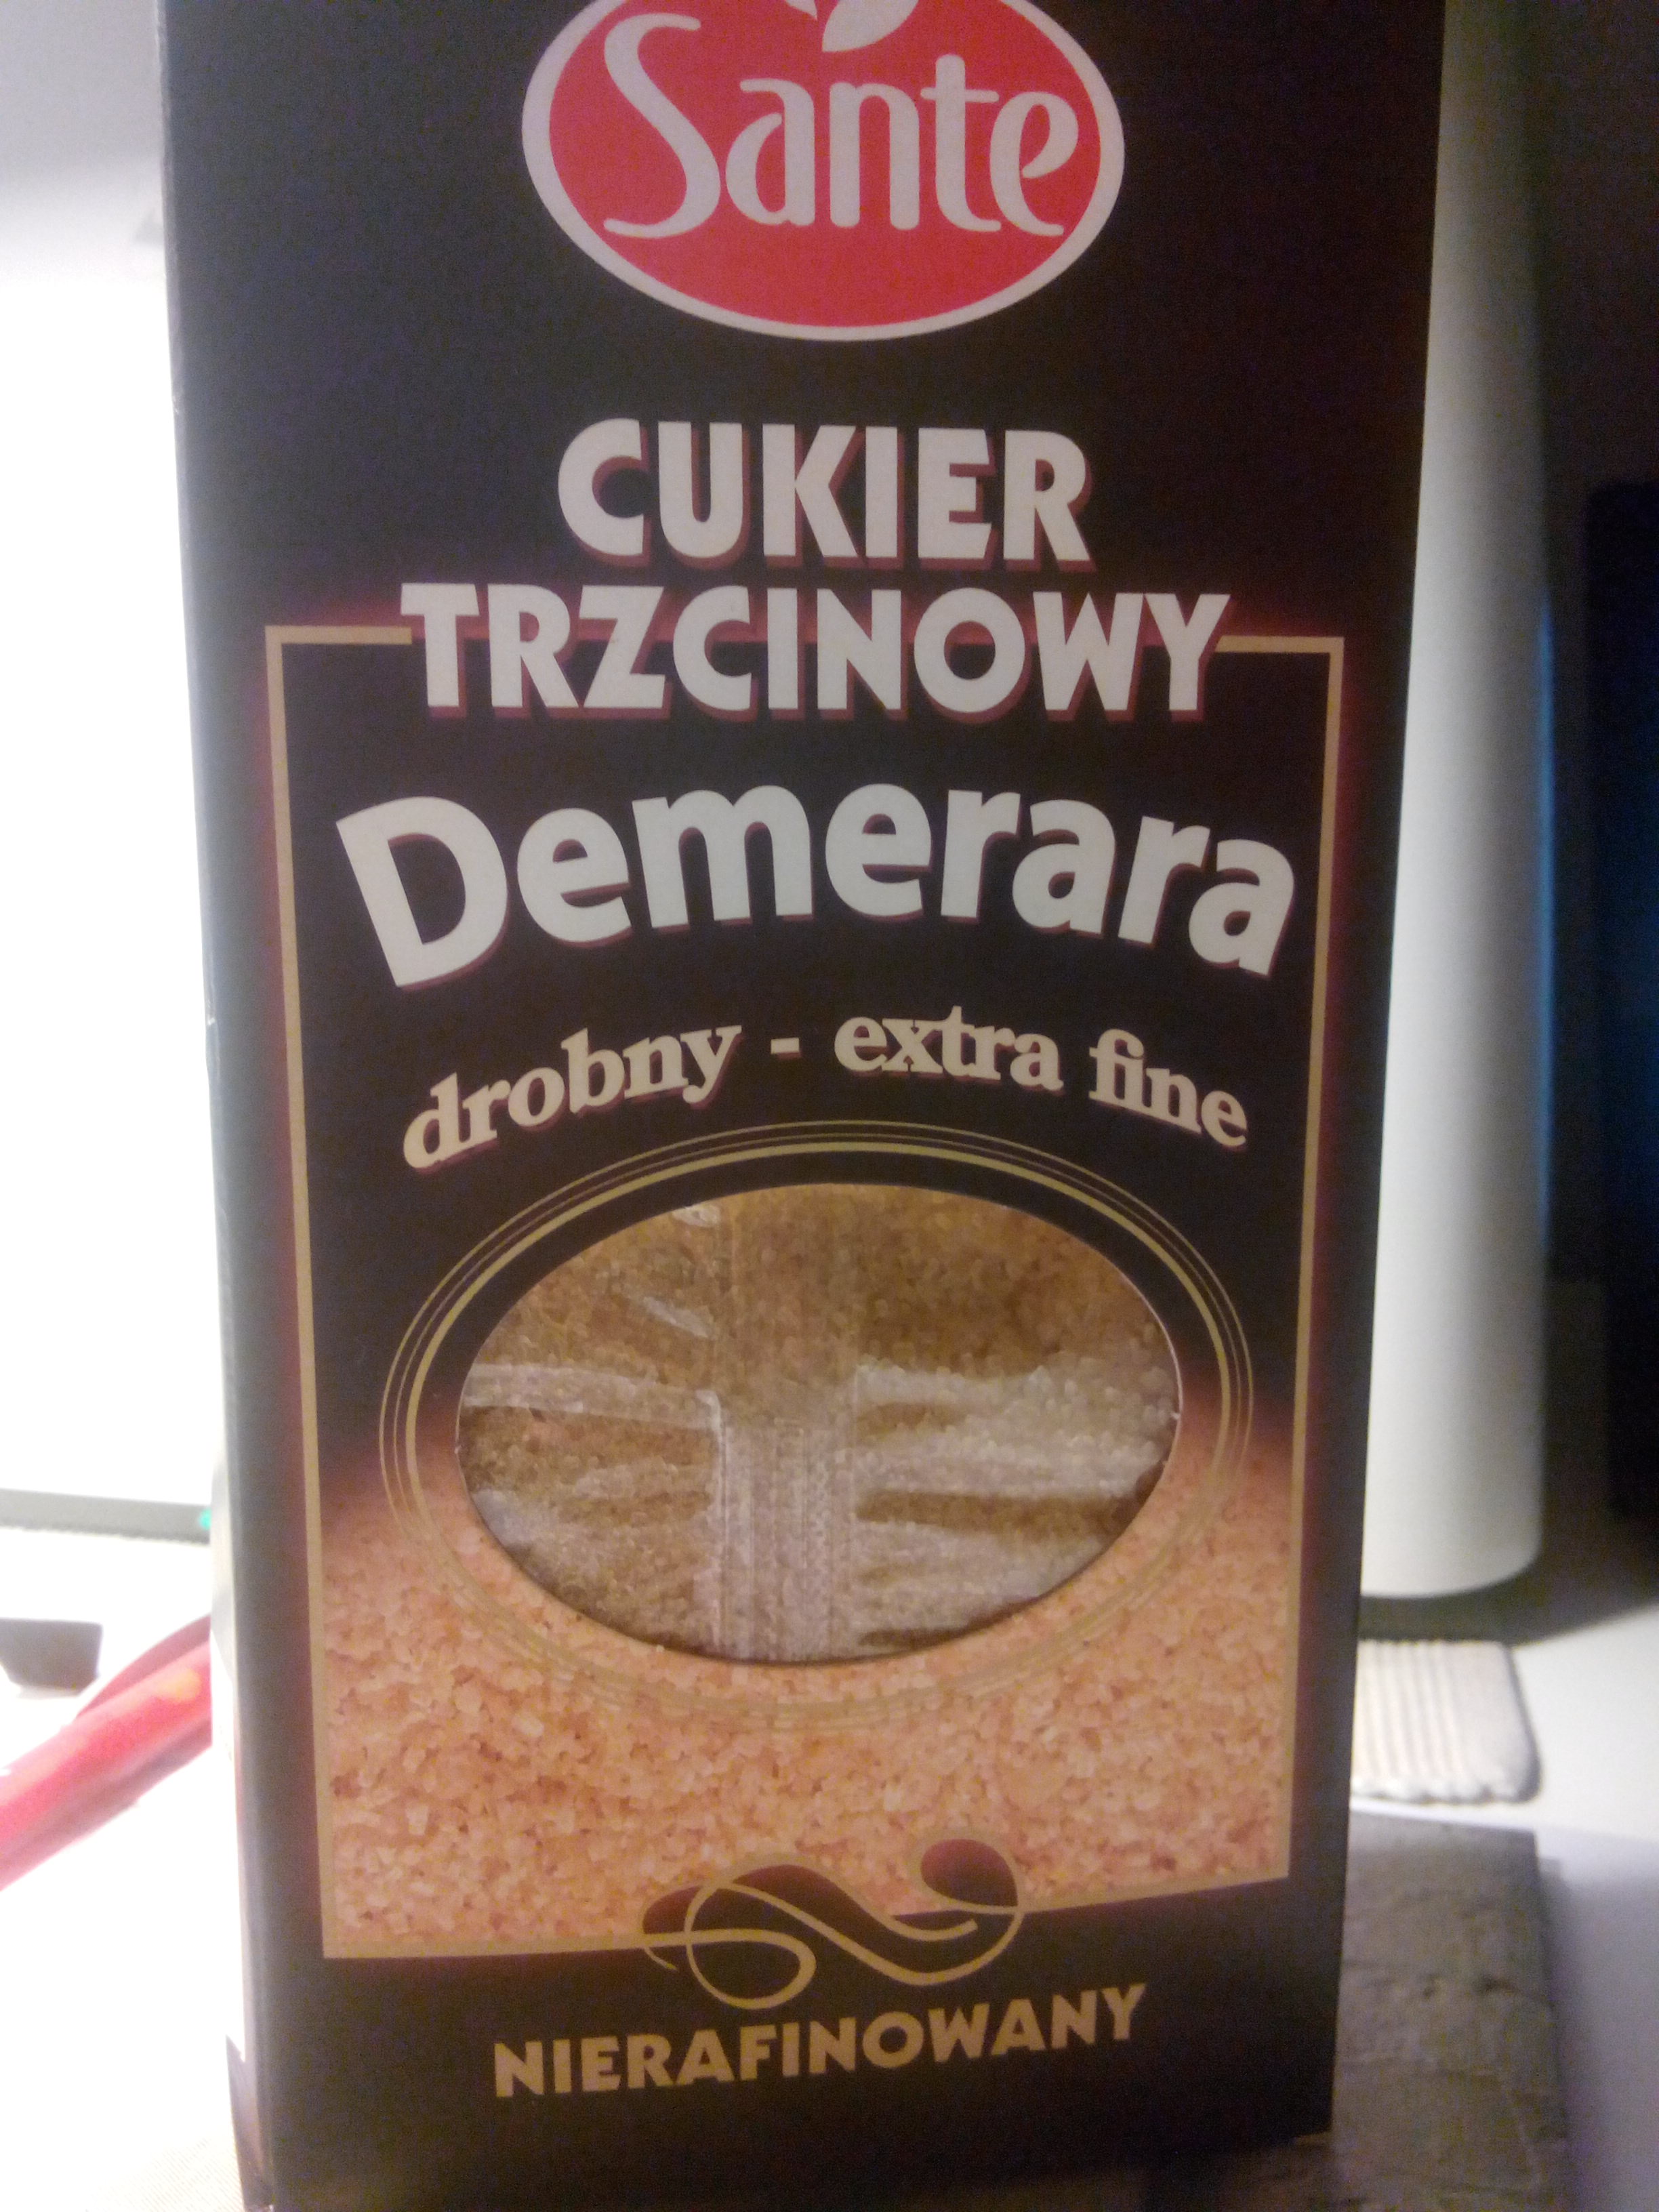 Sante
CUKIER
TRZCINOWY
Demerara
drobny - extra fine
NIERAFINOWANY